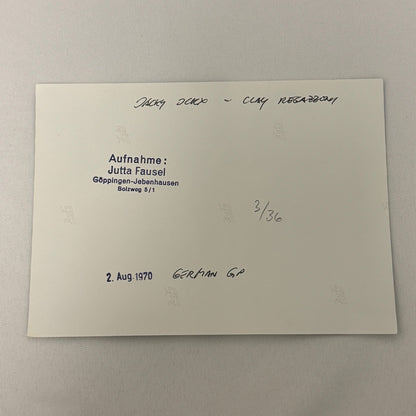 JACKY ICKX - CLAY REGAZZONI
Aufnahme:
Jutta Fausel
Göppingen-Jebenhausen
Bolzweg 5/1
3/36
2. Aug. 1970 GERMAN GP